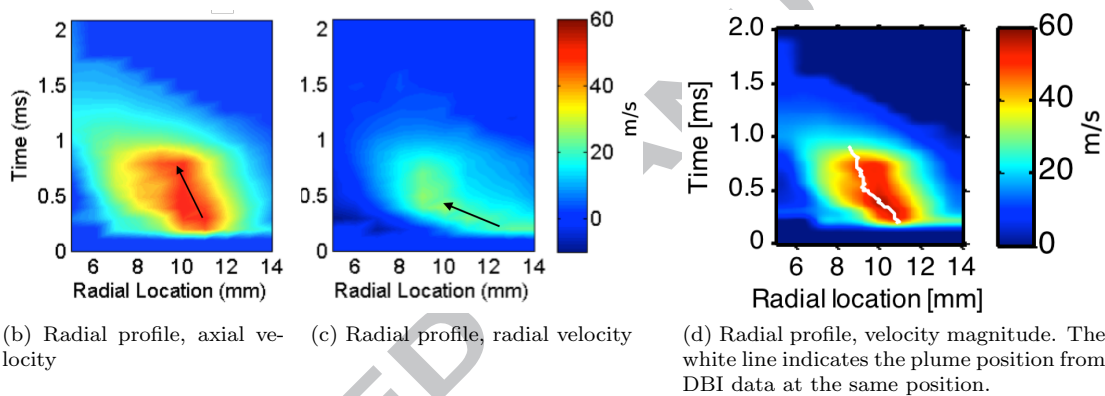 2
1.5
1
0.5
0
Time (ms)
6 8 10 12 14
Radial Location (mm)
2
1.5
1
0.5
0
6 8 10 12 14
Radial Location (mm)
60
40
20
0
m/s
2.0
1.5
1.0
0.5
0
Time [ms]
6 8 10 12 14
Radial location [mm]
60
40
20
0
m/s
(b) Radial profile, axial ve-
locity
(c) Radial profile, radial velocity
(d) Radial profile, velocity magnitude. The
white line indicates the plume position from
DBI data at the same position.
ED